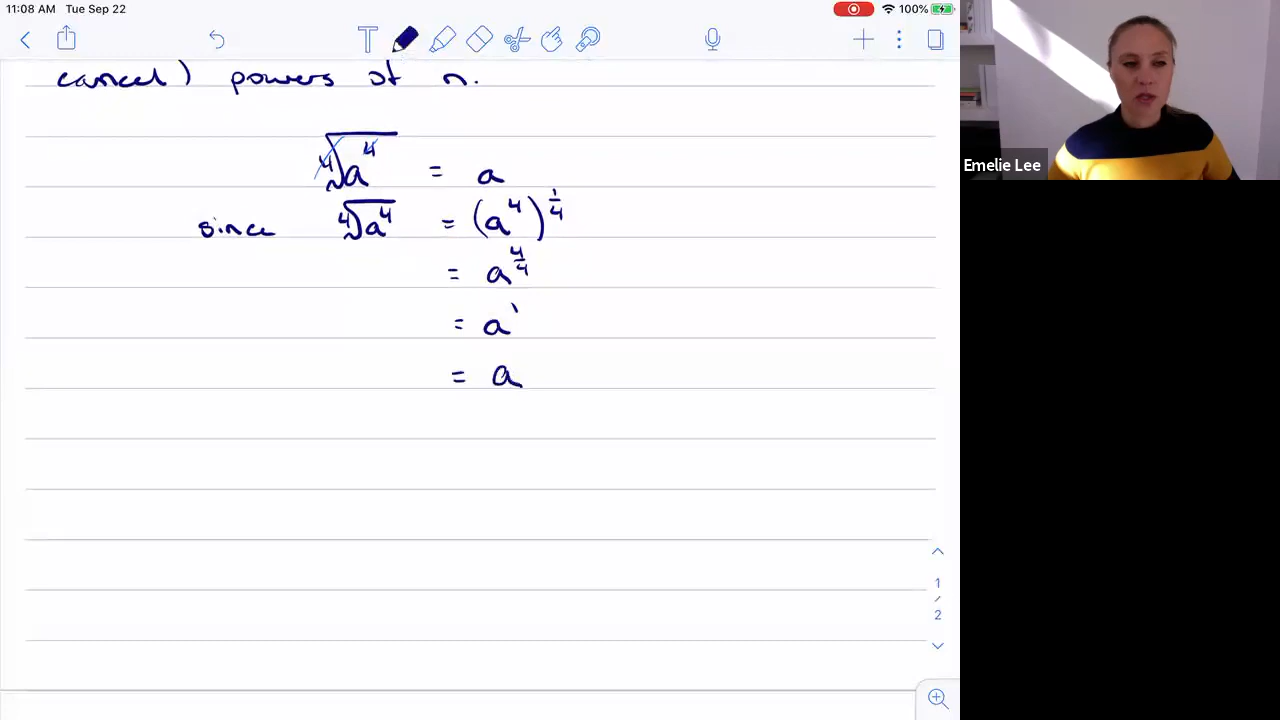 11:08 AM Tue Sep 22
100%
T
cancel) powers of n.
⁴√a⁴ = a
since ⁴√a⁴ = (a⁴)^1/4
= a^4/4
= a¹
= a
1
/
2
Emelie Lee